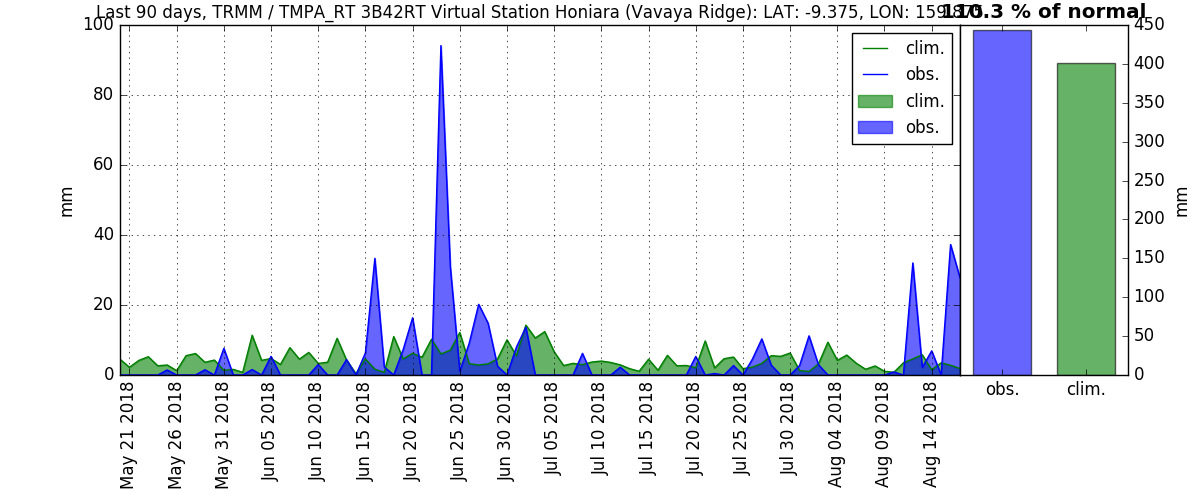 Last 90 days, TRMM / TMPA_RT 3B42RT Virtual Station Honiara (Vavaya Ridge): LAT: -9.375, LON: 159.875
110.3 % of normal
100
80
60
40
20
0
mm
clim.
obs.
clim.
obs.
450
400
350
300
250
200
150
100
50
0
mm
obs.
clim.
May 21 2018
May 26 2018
May 31 2018
Jun 05 2018
Jun 10 2018
Jun 15 2018
Jun 20 2018
Jun 25 2018
Jun 30 2018
Jul 05 2018
Jul 10 2018
Jul 15 2018
Jul 20 2018
Jul 25 2018
Jul 30 2018
Aug 04 2018
Aug 09 2018
Aug 14 2018